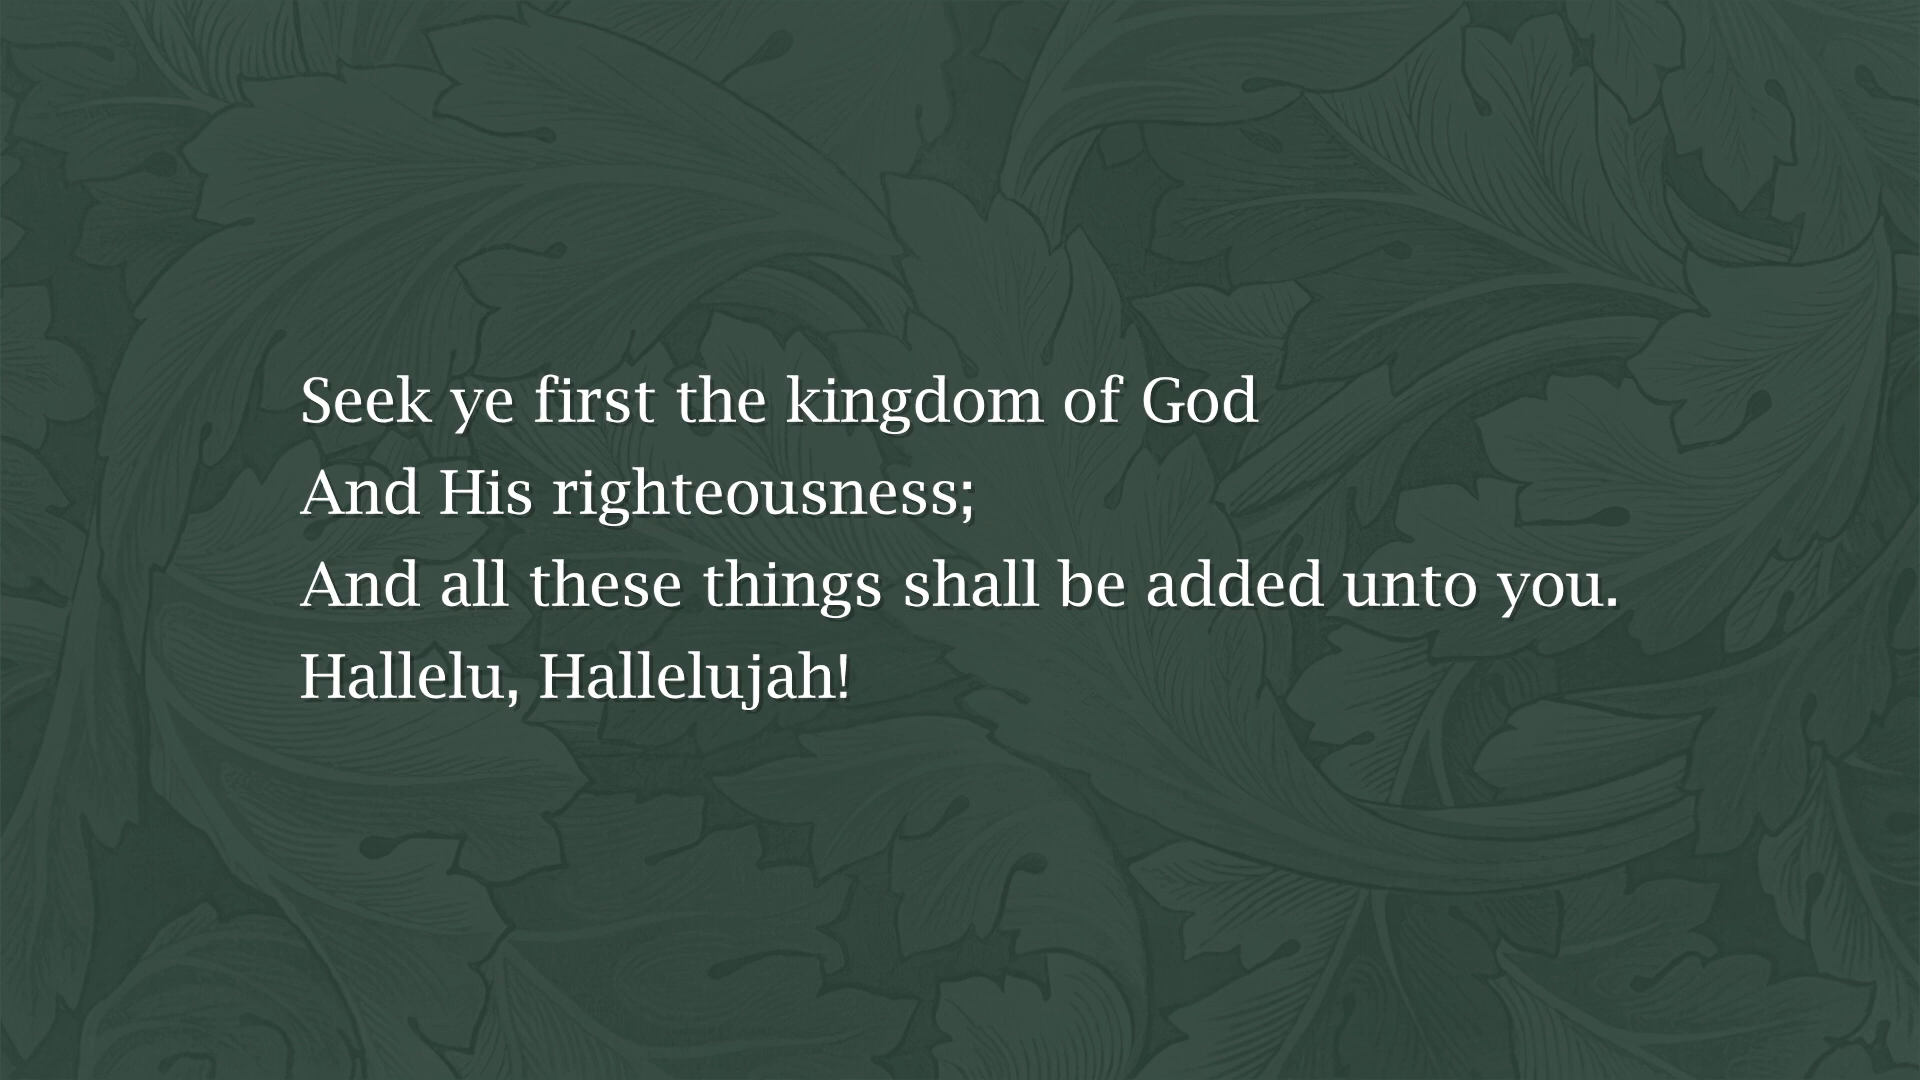 Seek ye first the kingdom of God
And His righteousness;
And all these things shall be added unto you.
Hallelu, Hallelujah!